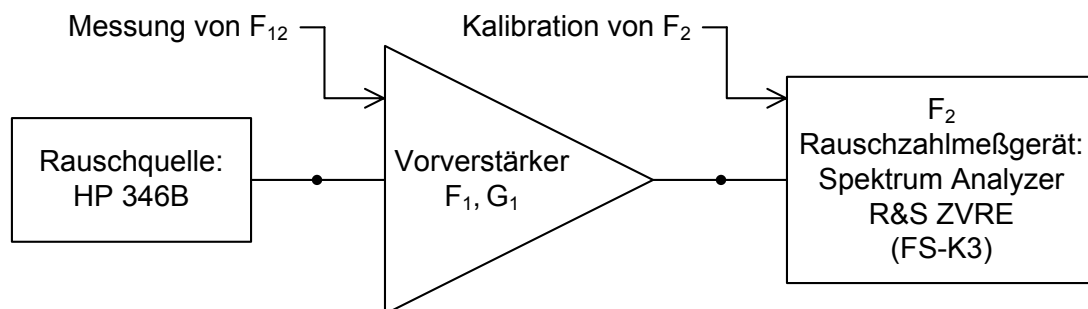 Messung von F12
Kalibration von F2
Rauschquelle:
HP 346B
Vorverstärker
F1, G1
F2
Rauschzahlmeßgerät:
Spektrum Analyzer
R&S ZVRE
(FS-K3)